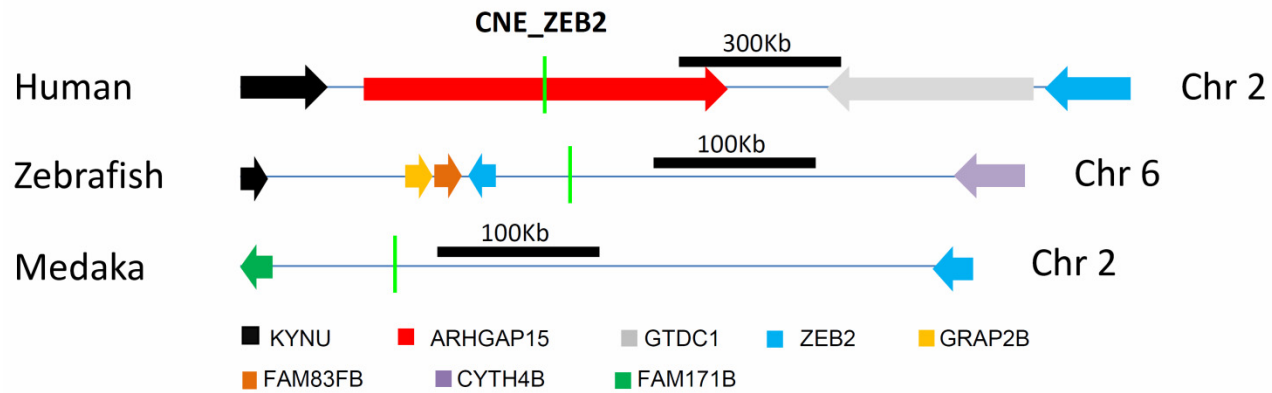 CNE_ZEB2
300Kb
Human Chr 2
100Kb
Zebrafish Chr 6
100Kb
Medaka Chr 2
KYNU ARHGAP15 GTDC1 ZEB2 GRAP2B
FAM83FB CYTH4B FAM171B